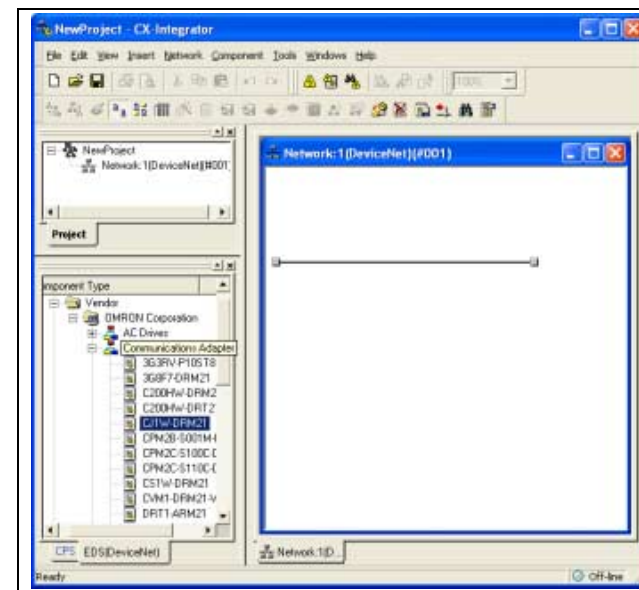 NewProject - CX-Integrator
File Edit View Insert Network Component Tools Windows Help
100%
NewProject
Network:1(DeviceNet)(#001)
Project
Network:1(DeviceNet)(#001)
omponent Type
Vendor
OMRON Corporation
AC Drives
Communications Adapter
3G3RV-P10ST8
3G8F7-DRM21
C200HW-DRM2
C200HW-DRT2
CJ1W-DRM21
CPM2B-S001M-
CPM2C-S100C-
CPM2C-S110C-
CS1W-DRM21
CVM1-DRM21-V
DRT1-ARM21
CPS EDS(DeviceNet)
Network:1(D...
Ready
Off-line